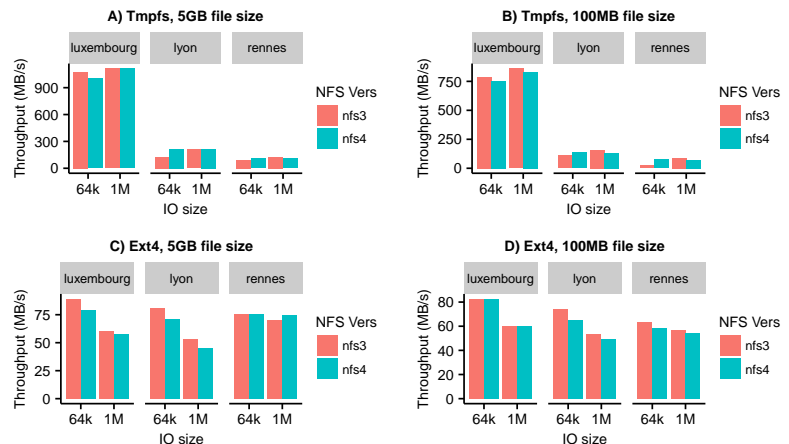 A) Tmpfs, 5GB file size
luxembourg lyon rennes
Throughput (MB/s)
900
600
300
0
64k 1M 64k 1M 64k 1M
IO size
NFS Vers
nfs3
nfs4
B) Tmpfs, 100MB file size
luxembourg lyon rennes
Throughput (MB/s)
750
500
250
0
64k 1M 64k 1M 64k 1M
IO size
NFS Vers
nfs3
nfs4
C) Ext4, 5GB file size
luxembourg lyon rennes
Throughput (MB/s)
75
50
25
0
64k 1M 64k 1M 64k 1M
IO size
NFS Vers
nfs3
nfs4
D) Ext4, 100MB file size
luxembourg lyon rennes
Throughput (MB/s)
80
60
40
20
0
64k 1M 64k 1M 64k 1M
IO size
NFS Vers
nfs3
nfs4